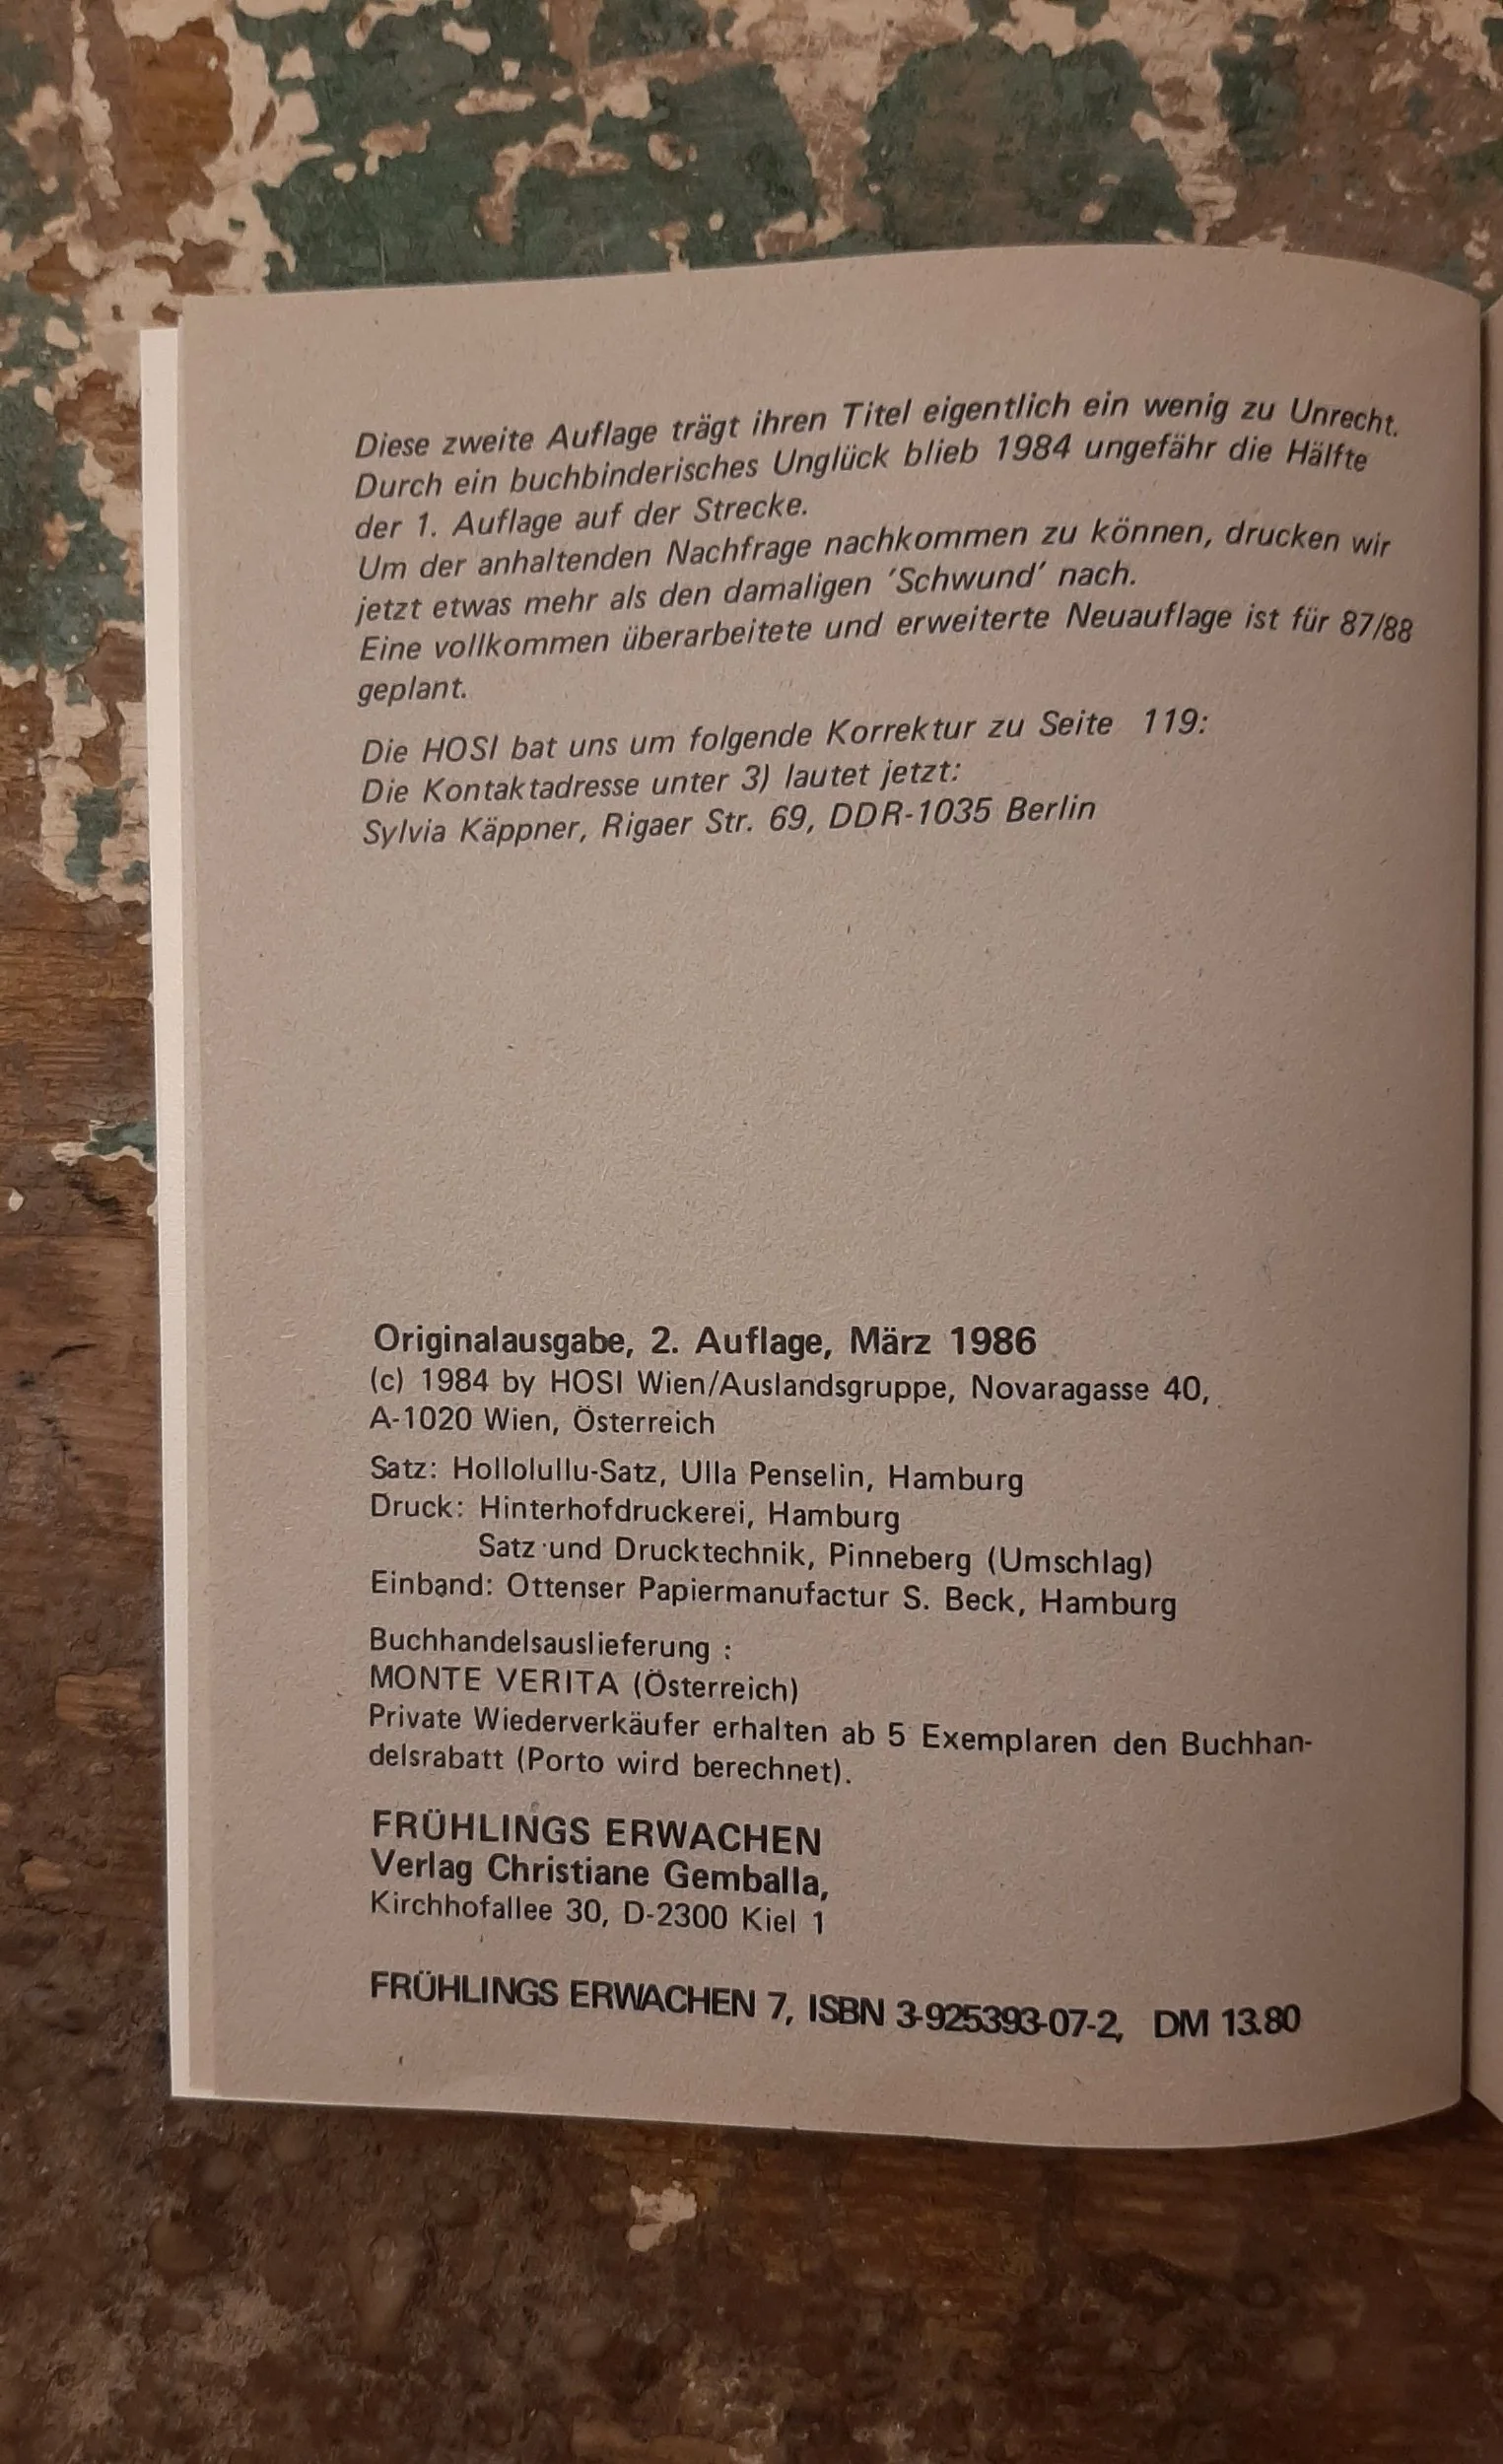 Diese zweite Auflage trägt ihren Titel eigentlich ein wenig zu Unrecht.
Durch ein buchbinderisches Unglück blieb 1984 ungefähr die Hälfte
der 1. Auflage auf der Strecke.
Um der anhaltenden Nachfrage nachkommen zu können, drucken wir
jetzt etwas mehr als den damaligen ‘Schwund’ nach.
Eine vollkommen überarbeitete und erweiterte Neuauflage ist für 87/88
geplant.
Die HOSI bat uns um folgende Korrektur zu Seite 119:
Die Kontaktadresse unter 3) lautet jetzt:
Sylvia Käppner, Rigaer Str. 69, DDR-1035 Berlin
Originalausgabe, 2. Auflage, März 1986
(c) 1984 by HOSI Wien/Auslandsgruppe, Novaragasse 40,
A-1020 Wien, Österreich
Satz: Hollolullu-Satz, Ulla Penselin, Hamburg
Druck: Hinterhofdruckerei, Hamburg
Satz und Drucktechnik, Pinneberg (Umschlag)
Einband: Ottenser Papiermanufactur S. Beck, Hamburg
Buchhandelsauslieferung :
MONTE VERITA (Österreich)
Private Wiederverkäufer erhalten ab 5 Exemplaren den Buchhan-
delsrabatt (Porto wird berechnet).
FRÜHLINGS ERWACHEN
Verlag Christiane Gemballa,
Kirchhofallee 30, D-2300 Kiel 1
FRÜHLINGS ERWACHEN 7, ISBN 3-925393-07-2, DM 13.80